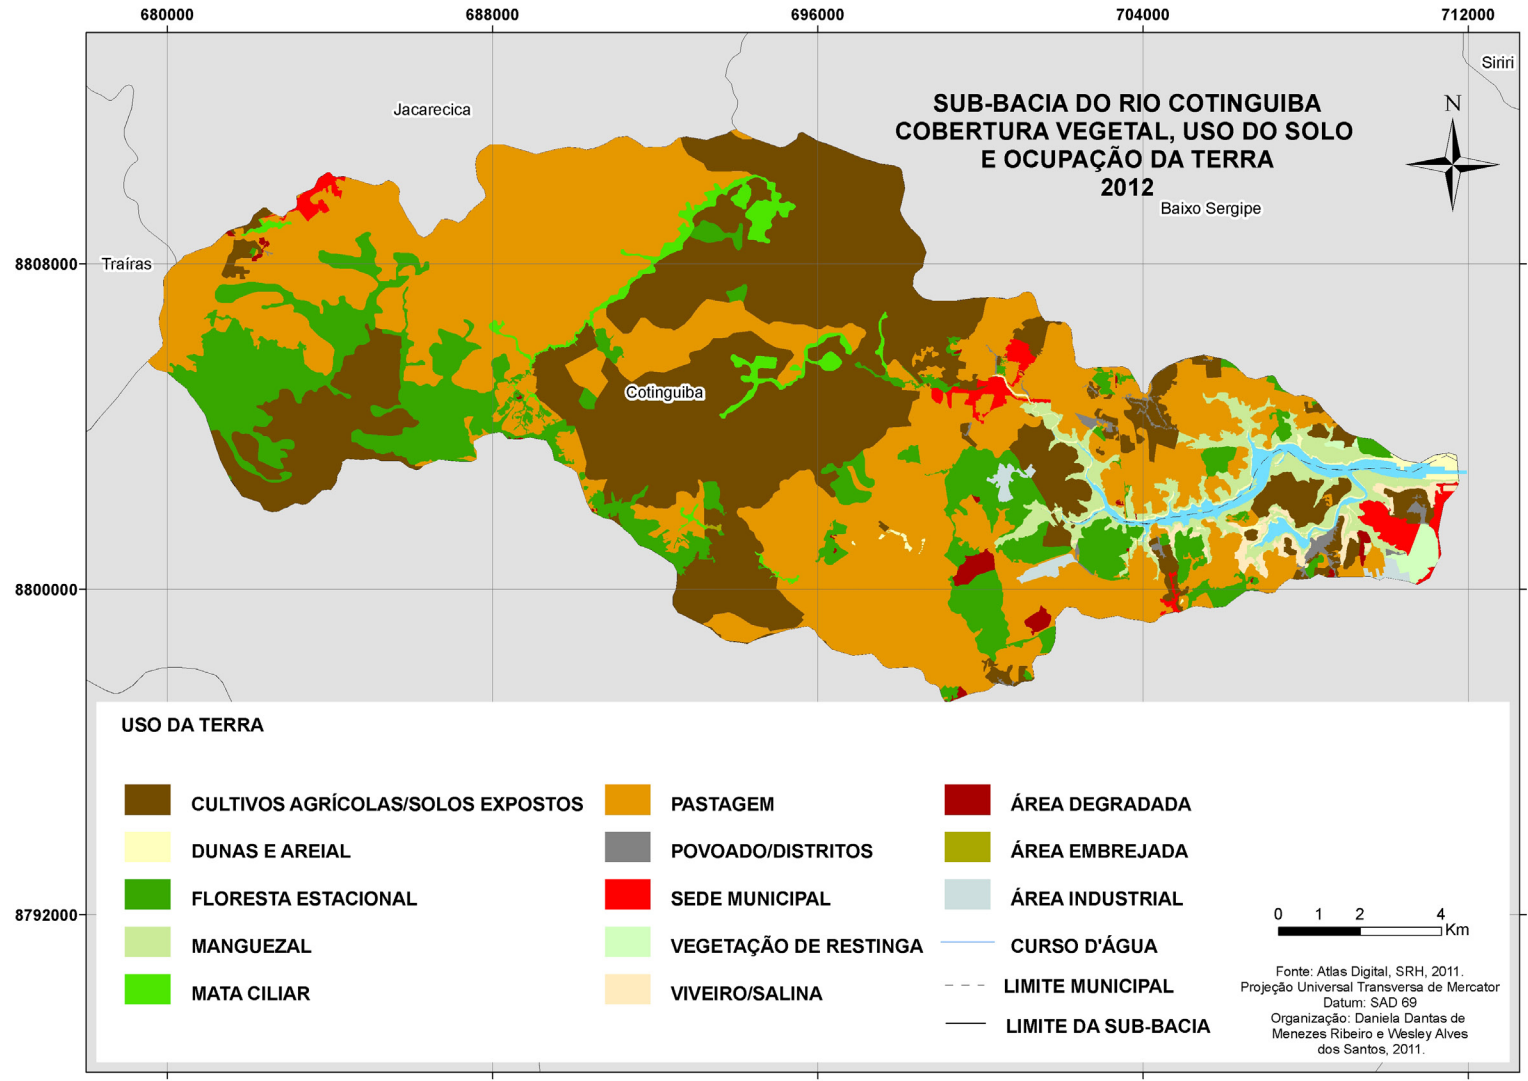 680000
688000
696000
704000
712000
Siriri
Jacarecica
SUB-BACIA DO RIO COTINGUIBA
COBERTURA VEGETAL, USO DO SOLO
E OCUPAÇÃO DA TERRA
2012
N
Baixo Sergipe
8808000
Traíras
Cotinguiba
8800000
8792000
USO DA TERRA
CULTIVOS AGRÍCOLAS/SOLOS EXPOSTOS
DUNAS E AREIAL
FLORESTA ESTACIONAL
MANGUEZAL
MATA CILIAR
PASTAGEM
POVOADO/DISTRITOS
SEDE MUNICIPAL
VEGETAÇÃO DE RESTINGA
VIVEIRO/SALINA
ÁREA DEGRADADA
ÁREA EMBREJADA
ÁREA INDUSTRIAL
CURSO D'ÁGUA
LIMITE MUNICIPAL
LIMITE DA SUB-BACIA
0 1 2 4
Km
Fonte: Atlas Digital, SRH, 2011.
Projeção Universal Transversa de Mercator
Datum: SAD 69
Organização: Daniela Dantas de
Menezes Ribeiro e Wesley Alves
dos Santos, 2011.